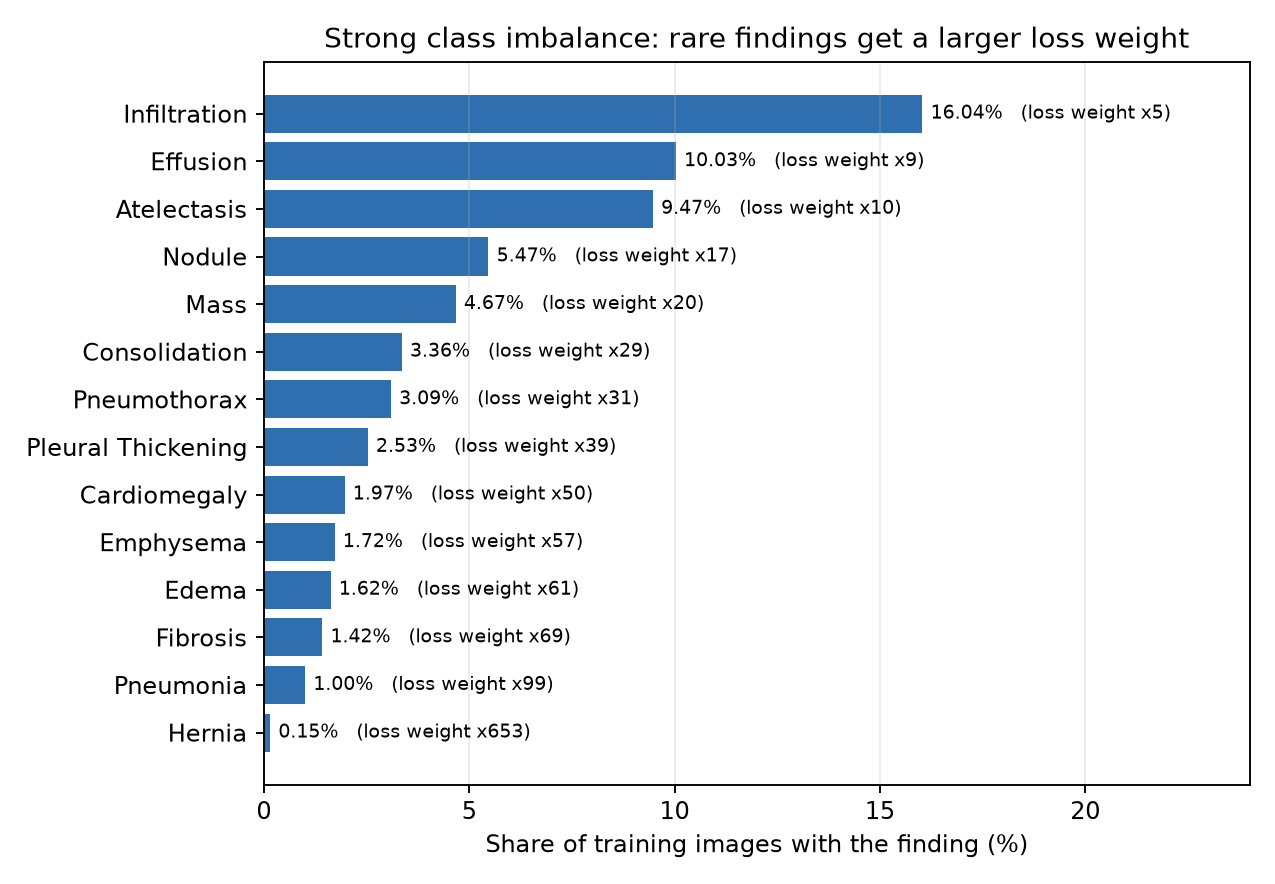 Strong class imbalance: rare findings get a larger loss weight
Infiltration 16.04% (loss weight x5)
Effusion 10.03% (loss weight x9)
Atelectasis 9.47% (loss weight x10)
Nodule 5.47% (loss weight x17)
Mass 4.67% (loss weight x20)
Consolidation 3.36% (loss weight x29)
Pneumothorax 3.09% (loss weight x31)
Pleural Thickening 2.53% (loss weight x39)
Cardiomegaly 1.97% (loss weight x50)
Emphysema 1.72% (loss weight x57)
Edema 1.62% (loss weight x61)
Fibrosis 1.42% (loss weight x69)
Pneumonia 1.00% (loss weight x99)
Hernia 0.15% (loss weight x653)
0 5 10 15 20
Share of training images with the finding (%)